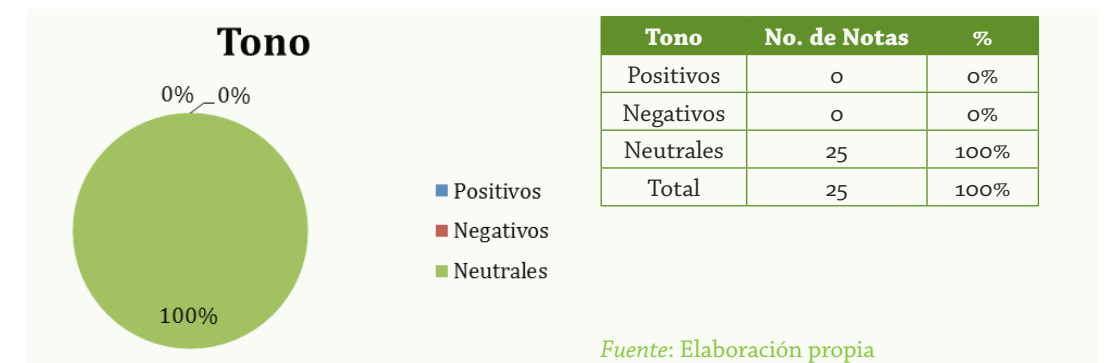 Tono
0% 0%
100%
Positivos
Negativos
Neutrales
Tono No. de Notas %
Positivos 0 0%
Negativos 0 0%
Neutrales 25 100%
Total 25 100%
Fuente: Elaboración propia